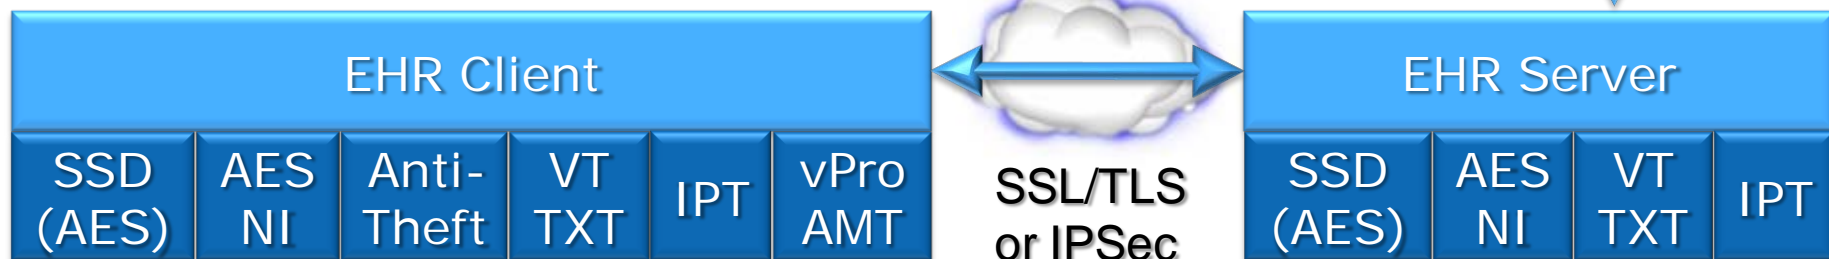 EHR Client
EHR Server
SSD
(AES)
AES
NI
Anti-
Theft
VT
TXT
IPT
vPro
AMT
SSL/TLS
or IPSec
SSD
(AES)
AES
NI
VT
TXT
IPT